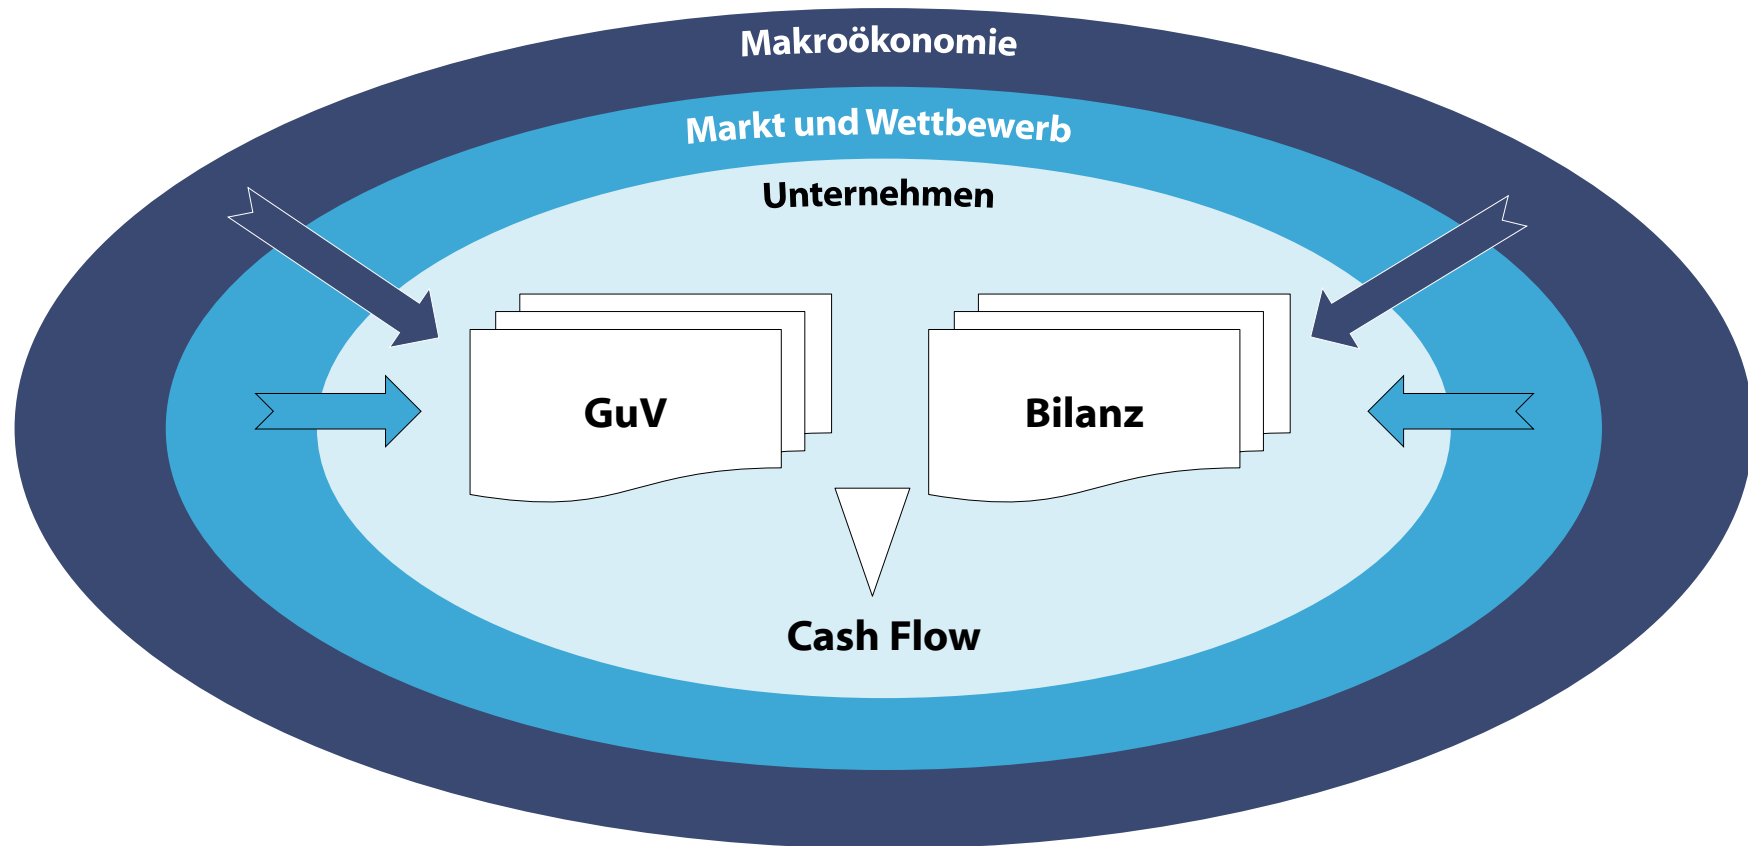 Makroökonomie
Markt und Wettbewerb
Unternehmen
GuV
Bilanz
Cash Flow